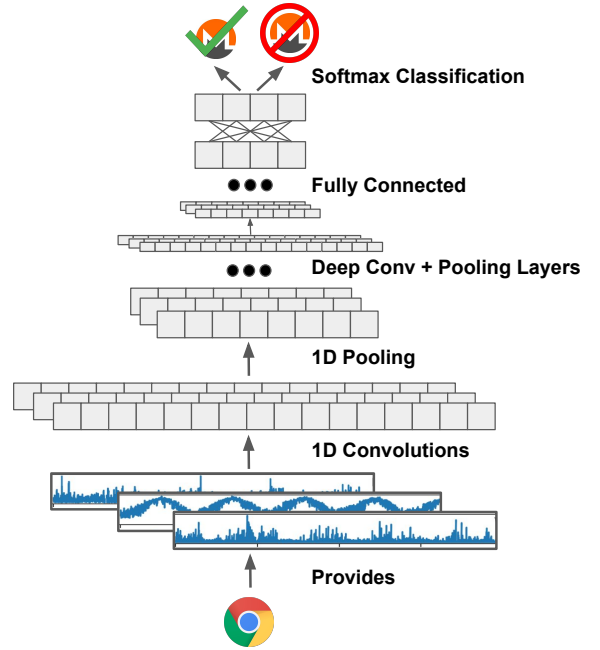 Softmax Classification
Fully Connected
Deep Conv + Pooling Layers
1D Pooling
1D Convolutions
Provides